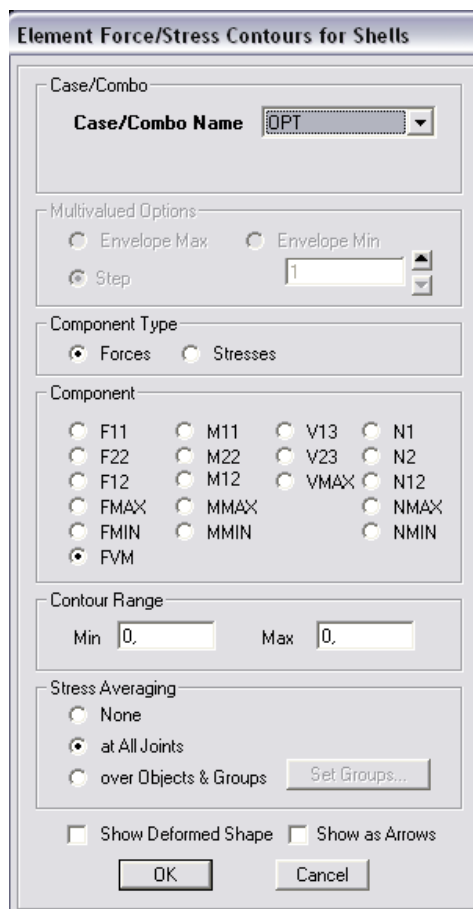 Element Force/Stress Contours for Shells
Case/Combo
Case/Combo Name OPT
Multivalued Options
Envelope Max Envelope Min
Step 1
Component Type
Forces Stresses
Component
F11 M11 V13 N1
F22 M22 V23 N2
F12 M12 VMAX N12
FMAX MMAX NMAX
FMIN MMIN NMIN
FVM
Contour Range
Min 0, Max 0,
Stress Averaging
None
at All Joints
over Objects & Groups Set Groups...
Show Deformed Shape Show as Arrows
OK Cancel